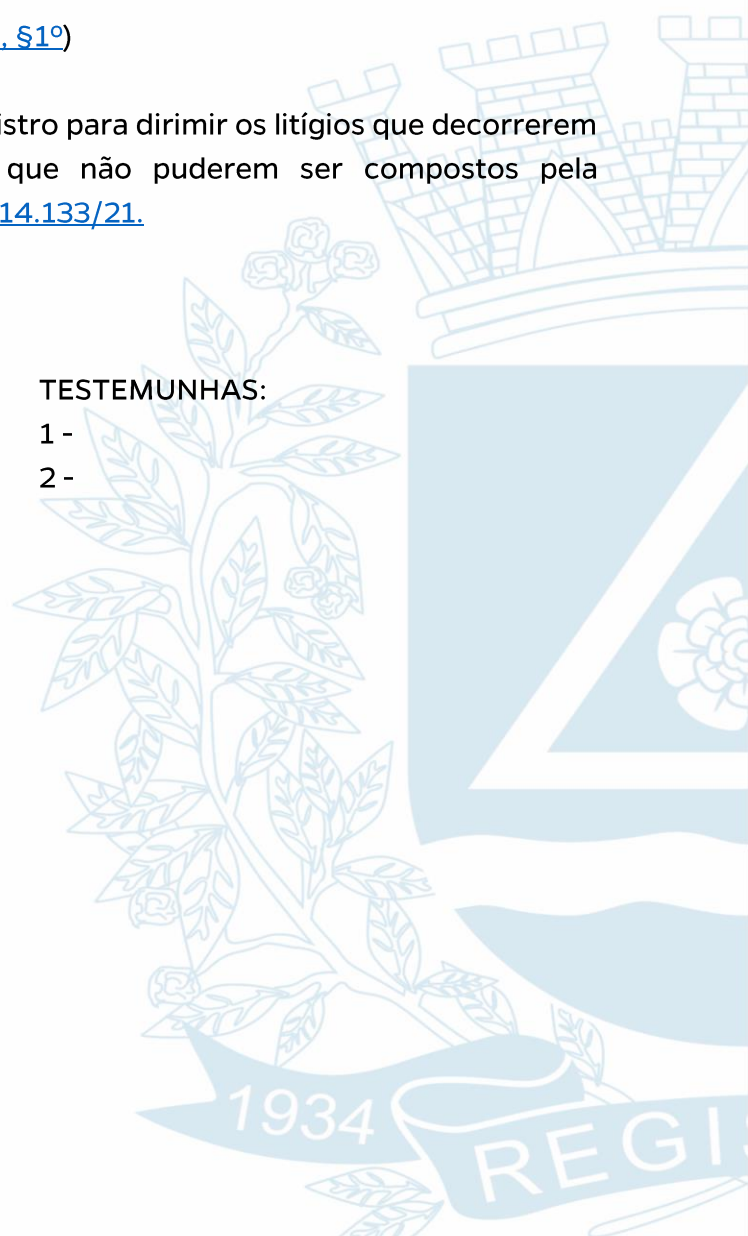 , §1º)
istro para dirimir os litígios que decorrerem
que não puderem ser compostos pela
14.133/21.
TESTEMUNHAS:
1 -
2 -
1934
REGIS